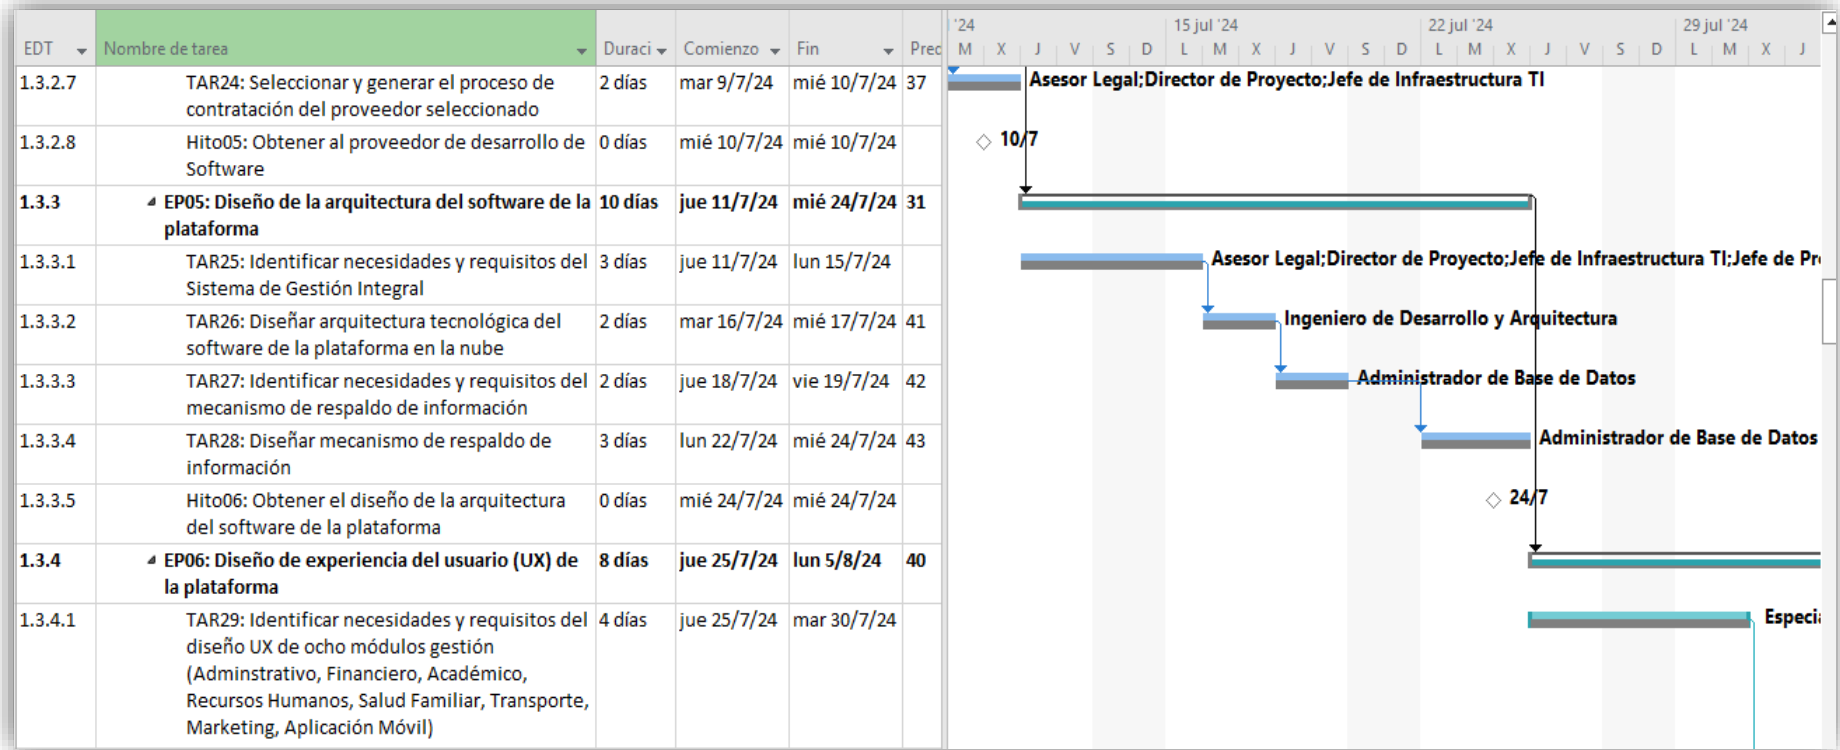 '24 15 jul '24 22 jul '24 29 jul '24
EDT Nombre de tarea Duraci Comienzo Fin Pred M X J V S D L M X J V S D L M X J V S D L M X J
1.3.2.7 TAR24: Seleccionar y generar el proceso de 2 días mar 9/7/24 mié 10/7/24 37 Asesor Legal;Director de Proyecto;Jefe de Infraestructura TI
contratación del proveedor seleccionado
1.3.2.8 Hito05: Obtener al proveedor de desarrollo de 0 días mié 10/7/24 mié 10/7/24 10/7
Software
1.3.3 EP05: Diseño de la arquitectura del software de la 10 días jue 11/7/24 mié 24/7/24 31
plataforma
1.3.3.1 TAR25: Identificar necesidades y requisitos del 3 días jue 11/7/24 lun 15/7/24 Asesor Legal;Director de Proyecto;Jefe de Infraestructura TI;Jefe de Pr
Sistema de Gestión Integral
1.3.3.2 TAR26: Diseñar arquitectura tecnológica del 2 días mar 16/7/24 mié 17/7/24 41 Ingeniero de Desarrollo y Arquitectura
software de la plataforma en la nube
1.3.3.3 TAR27: Identificar necesidades y requisitos del 2 días jue 18/7/24 vie 19/7/24 42 Administrador de Base de Datos
mecanismo de respaldo de información
1.3.3.4 TAR28: Diseñar mecanismo de respaldo de 3 días lun 22/7/24 mié 24/7/24 43 Administrador de Base de Datos
información
1.3.3.5 Hito06: Obtener el diseño de la arquitectura 0 días mié 24/7/24 mié 24/7/24 24/7
del software de la plataforma
1.3.4 EP06: Diseño de experiencia del usuario (UX) de 8 días jue 25/7/24 lun 5/8/24 40
la plataforma
1.3.4.1 TAR29: Identificar necesidades y requisitos del 4 días jue 25/7/24 mar 30/7/24 Especia
diseño UX de ocho módulos gestión
(Adminstrativo, Financiero, Académico,
Recursos Humanos, Salud Familiar, Transporte,
Marketing, Aplicación Móvil)